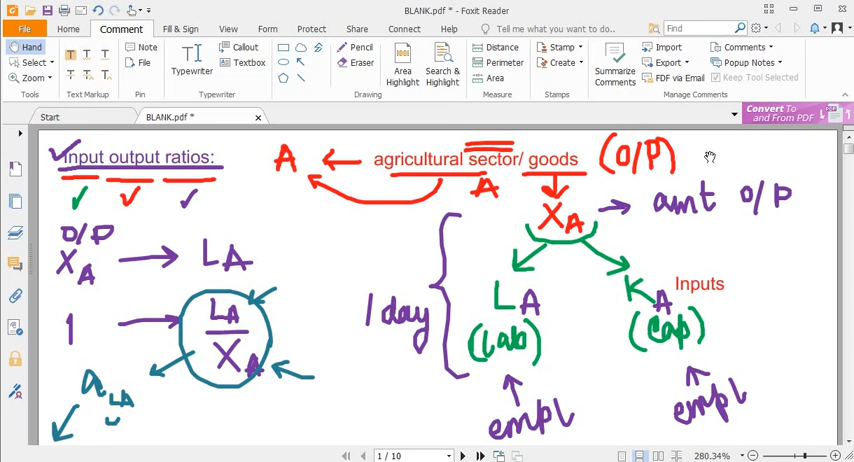 BLANK.pdf * - Foxit Reader
File Home Comment Fill & Sign View Form Protect Share Connect Help Tell me what you want to do Find
Hand
Select
Zoom
Tools
T T T
Text Markup
Note
File
Pin
Typewriter
Callout
Textbox
Typewriter
Pencil
Eraser
Drawing
Area Highlight
Search & Highlight
Distance
Perimeter
Area
Measure
Stamp
Create
Stamps
Summarize Comments
Import
Export
FDF via Email
Comments
Popup Notes
Keep Tool Selected
Manage Comments
Start
BLANK.pdf *
Convert To and From PDF
Input output ratios:
A ← agricultural sector/ goods (O/P)
A
O/P
XA → LA
XA → amt O/P
1 → LA/XA
aLA
1 day
LA
(Lab)
empl
KA
Inputs
(Cap)
empl
1 / 10
280.34%